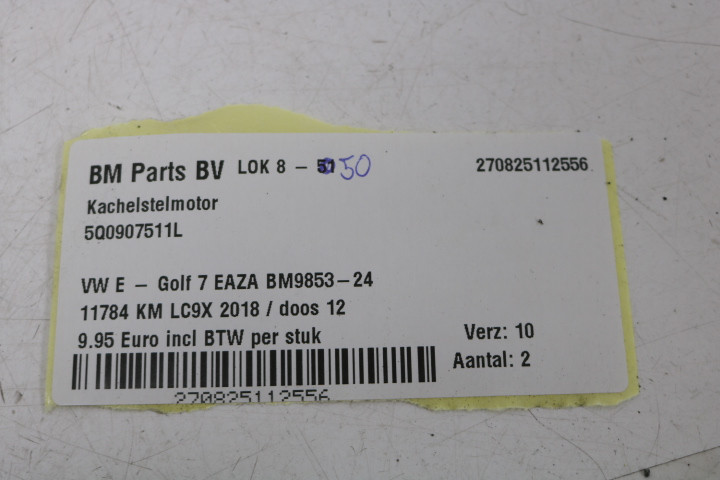 BM Parts BV LOK 8 – 50 270825112556
Kachelstelmotor
5Q0907511L
VW E – Golf 7 EAZA BM9853–24
11784 KM LC9X 2018 / doos 12
9.95 Euro incl BTW per stuk Verz: 10
Aantal: 2
270825112556